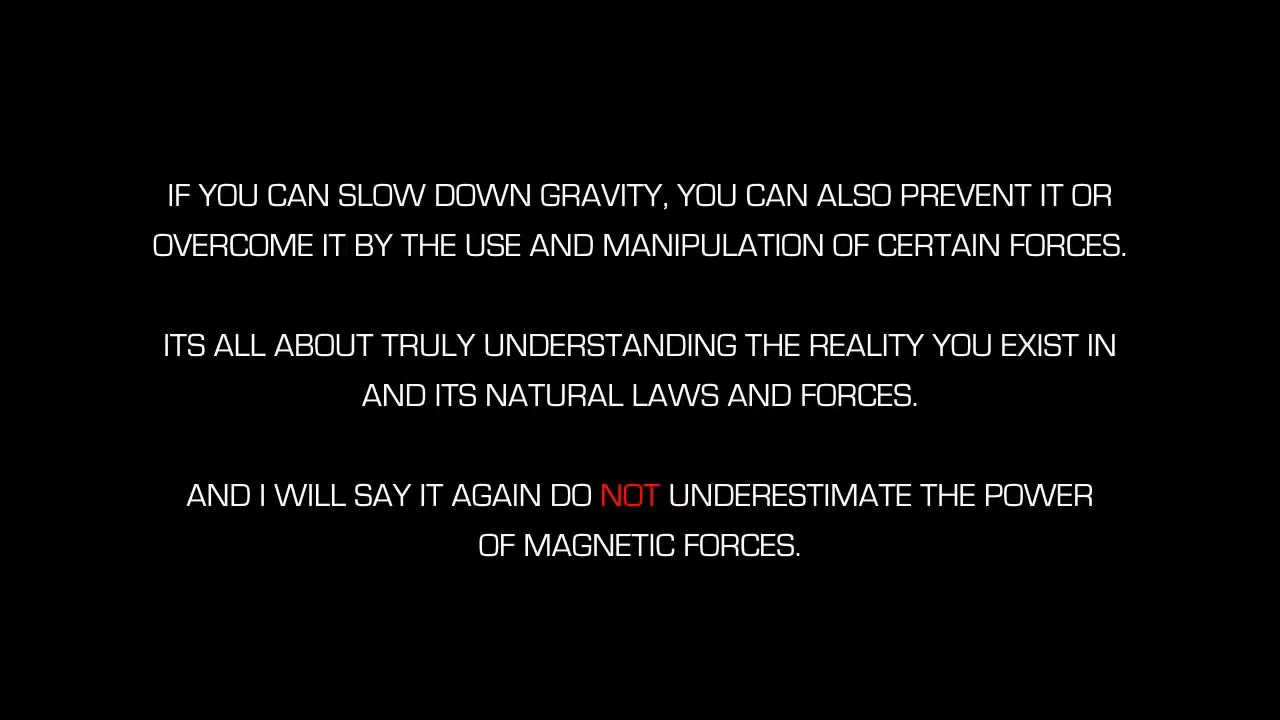 IF YOU CAN SLOW DOWN GRAVITY, YOU CAN ALSO PREVENT IT OR
OVERCOME IT BY THE USE AND MANIPULATION OF CERTAIN FORCES.
ITS ALL ABOUT TRULY UNDERSTANDING THE REALITY YOU EXIST IN
AND ITS NATURAL LAWS AND FORCES.
AND I WILL SAY IT AGAIN DO NOT UNDERESTIMATE THE POWER
OF MAGNETIC FORCES.